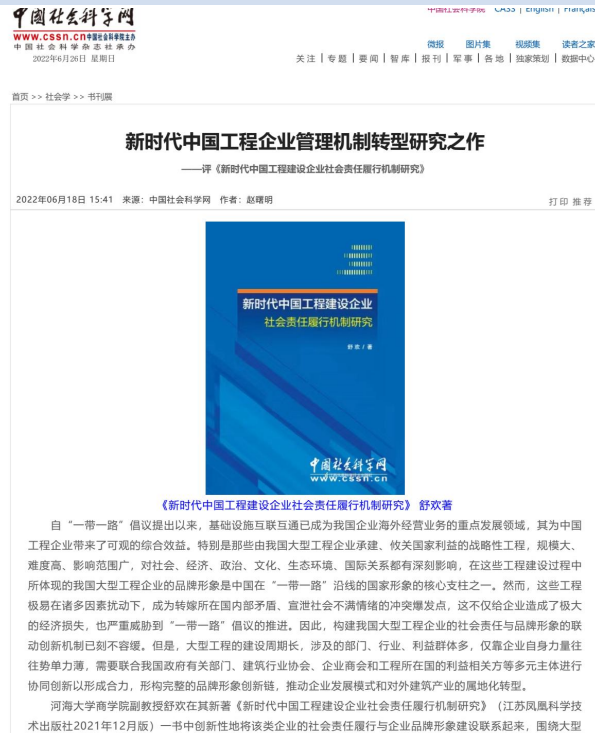 中国社会科学网
www.cssn.cn 中国社会科学院主办
中国社会科学杂志社承办
2022年6月26日 星期日
中国社会科学院 CASS | English | Français
微报 图片集 视频集 读者之家
关注 | 专题 | 要闻 | 智库 | 报刊 | 军事 | 各地 | 独家策划 | 数据中心
首页 >> 社会学 >> 书刊展
新时代中国工程企业管理机制转型研究之作
——评《新时代中国工程建设企业社会责任履行机制研究》
2022年06月18日 15:41 来源：中国社会科学网 作者：赵曙明
打印 推荐
新时代中国工程建设企业
社会责任履行机制研究
舒欢 / 著
中国社会科学网
www.cssn.cn
《新时代中国工程建设企业社会责任履行机制研究》 舒欢著
自“一带一路”倡议提出以来，基础设施互联互通已成为我国企业海外经营业务的重点发展领域，其为中国
工程企业带来了可观的综合效益。特别是那些由我国大型工程企业承建、攸关国家利益的战略性工程，规模大、
难度高、影响范围广，对社会、经济、政治、文化、生态环境、国际关系都有深刻影响，在这些工程建设过程中
所体现的我国大型工程企业的品牌形象是中国在“一带一路”沿线的国家形象的核心支柱之一。然而，这些工程
极易在诸多因素扰动下，成为转嫁所在国内部矛盾、宣泄社会不满情绪的冲突爆发点，这不仅给企业造成了极大
的经济损失，也严重威胁到“一带一路”倡议的推进。因此，构建我国大型工程企业的社会责任与品牌形象的联
动创新机制已刻不容缓。但是，大型工程的建设周期长，涉及的部门、行业、利益群体多，仅靠企业自身力量往
往势单力薄，需要联合我国政府有关部门、建筑行业协会、企业商会和工程所在国的利益相关方等多元主体进行
协同创新以形成合力，形构完整的品牌形象创新链，推动企业发展模式和对外建筑产业的属地化转型。
河海大学商学院副教授舒欢在其新著《新时代中国工程建设企业社会责任履行机制研究》（江苏凤凰科学技
术出版社2021年12月版）一书中创新性地将该类企业的社会责任履行与企业品牌形象建设联系起来，围绕大型